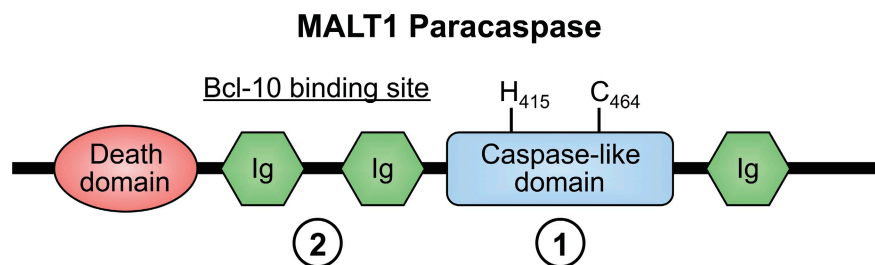 MALT1 Paracaspase
Bcl-10 binding site
H415
C464
Death
domain
Ig
Ig
Caspase-like
domain
Ig
2
1